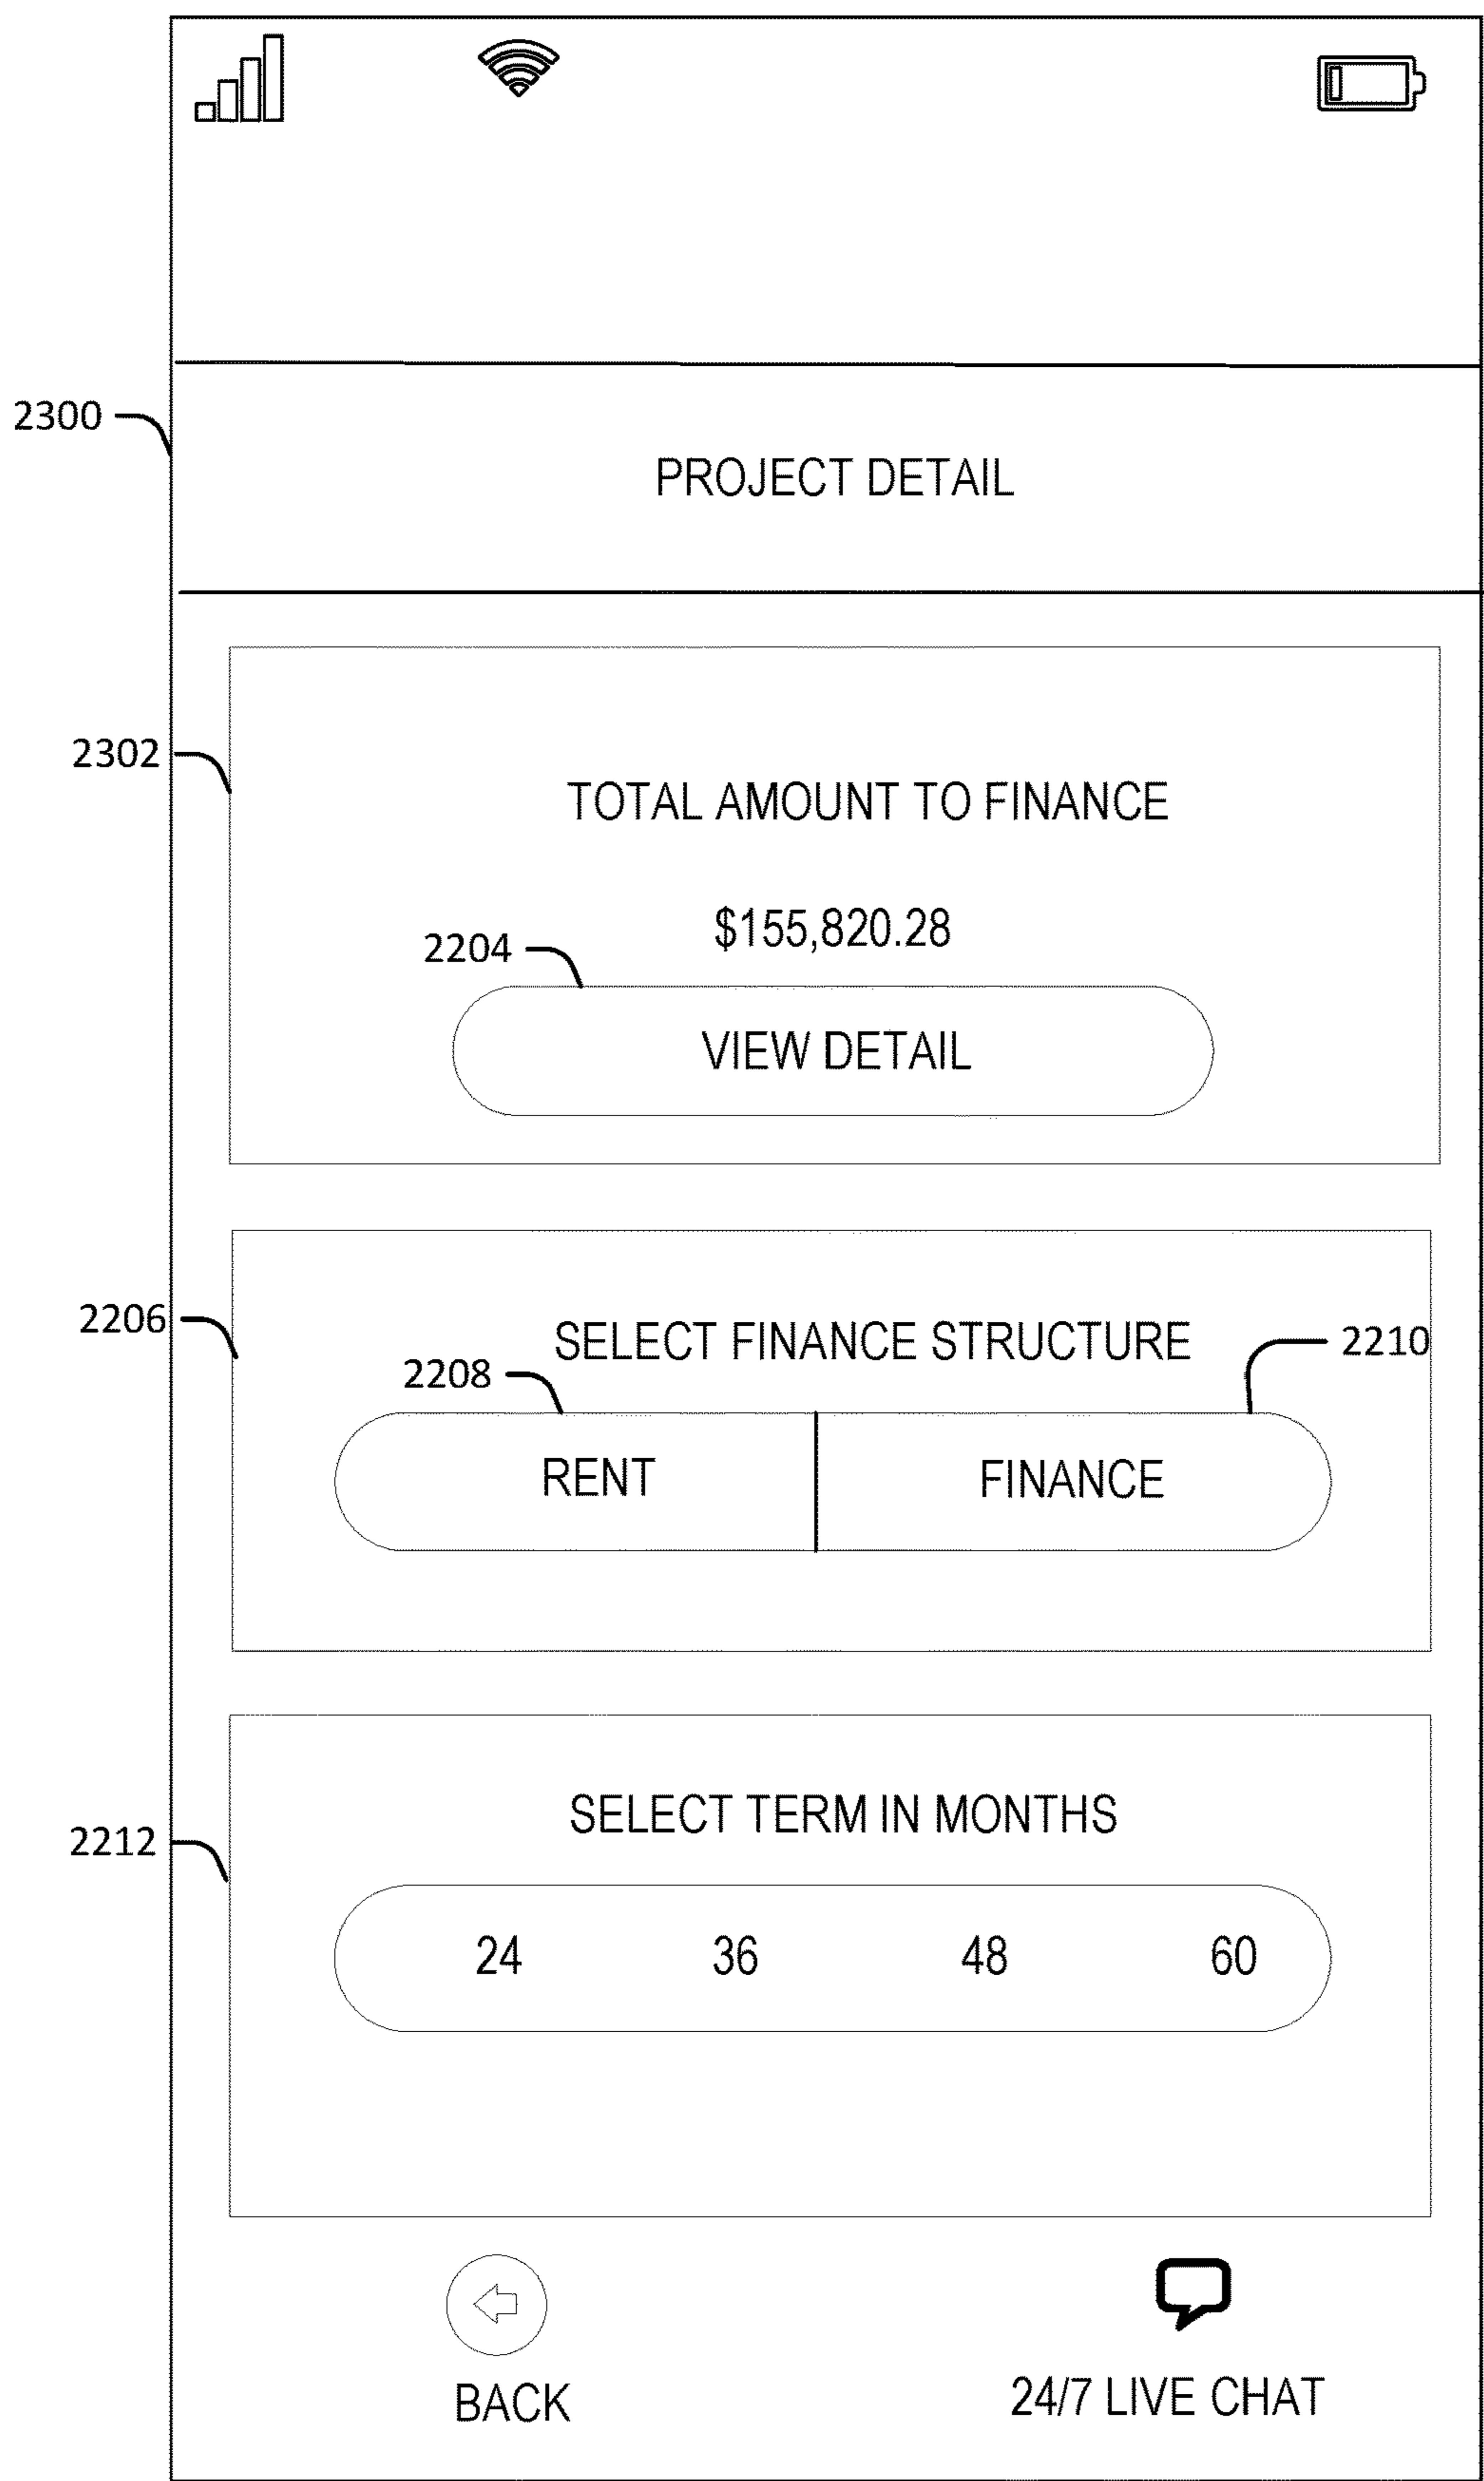 2300
PROJECT DETAIL
2302
TOTAL AMOUNT TO FINANCE
$155,820.28
2204
VIEW DETAIL
2206
SELECT FINANCE STRUCTURE
2208
2210
RENT FINANCE
2212
SELECT TERM IN MONTHS
24 36 48 60
BACK
24/7 LIVE CHAT